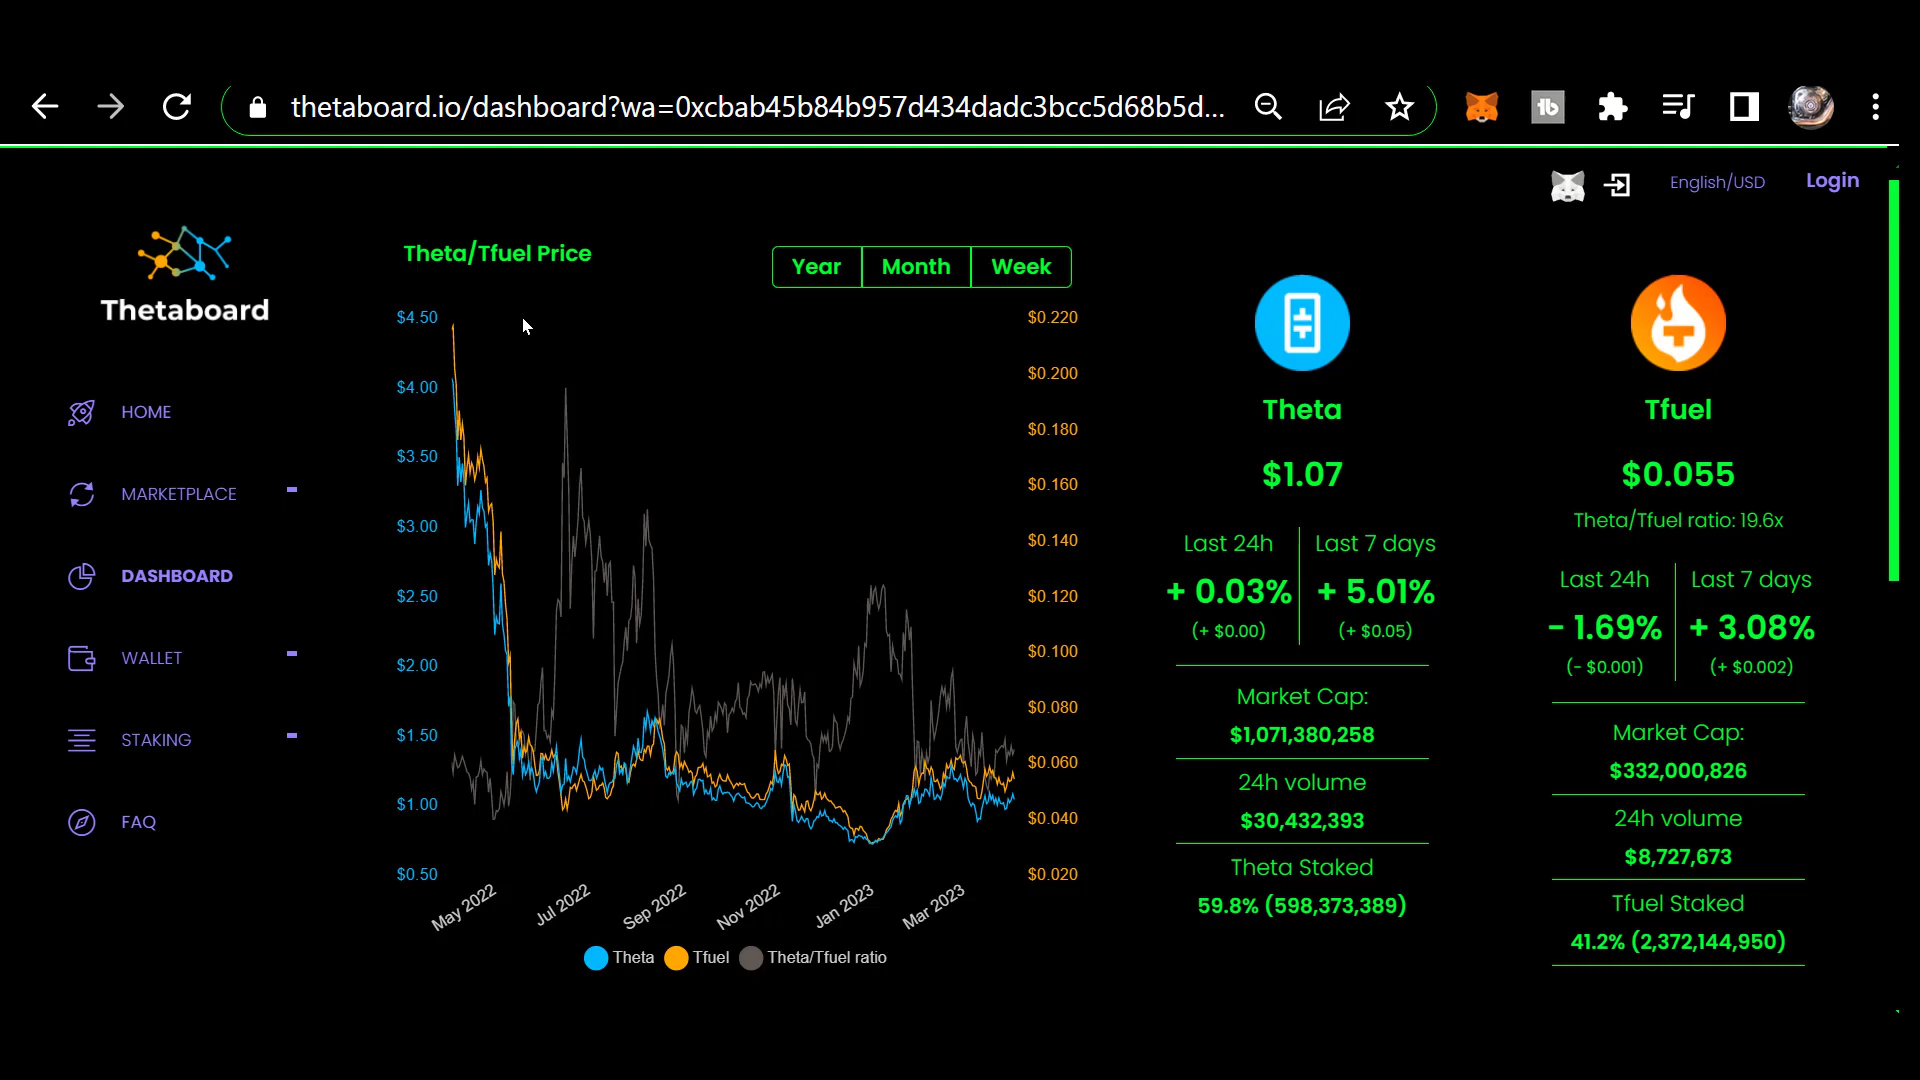 thetaboard.io/dashboard?wa=0xcbab45b84b957d434dadc3bcc5d68b5d...
tb
English/USD
Login
Thetaboard
HOME
MARKETPLACE
DASHBOARD
WALLET
STAKING
FAQ
Theta/Tfuel Price
Year
Month
Week
$4.50
$4.00
$3.50
$3.00
$2.50
$2.00
$1.50
$1.00
$0.50
$0.220
$0.200
$0.180
$0.160
$0.140
$0.120
$0.100
$0.080
$0.060
$0.040
$0.020
May 2022
Jul 2022
Sep 2022
Nov 2022
Jan 2023
Mar 2023
Theta
Tfuel
Theta/Tfuel ratio
Theta
$1.07
Last 24h
+ 0.03%
(+ $0.00)
Last 7 days
+ 5.01%
(+ $0.05)
Market Cap:
$1,071,380,258
24h volume
$30,432,393
Theta Staked
59.8% (598,373,389)
Tfuel
$0.055
Theta/Tfuel ratio: 19.6x
Last 24h
- 1.69%
(- $0.001)
Last 7 days
+ 3.08%
(+ $0.002)
Market Cap:
$332,000,826
24h volume
$8,727,673
Tfuel Staked
41.2% (2,372,144,950)